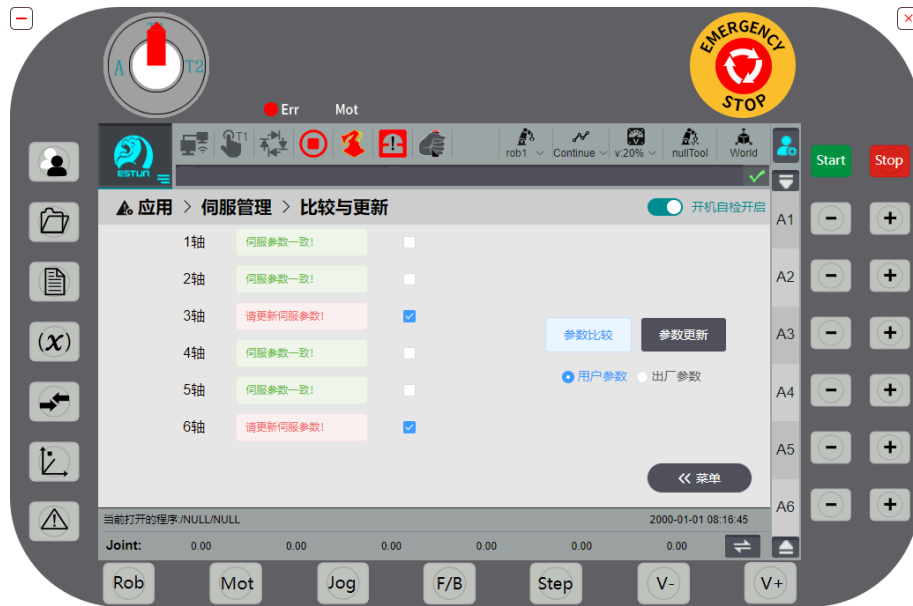 A T2
EMERGENCY
STOP
Err Mot
T1
ESTUN
rob1 Continue v:20% nullTool World
Start Stop
应用 > 伺服管理 > 比较与更新 开机自检开启
A1
1轴 伺服参数一致!
2轴 伺服参数一致! A2
3轴 请更新伺服参数!
参数比较 参数更新 A3
(x)
4轴 伺服参数一致!
用户参数 出厂参数
5轴 伺服参数一致! A4
6轴 请更新伺服参数!
A5
菜单
A6
当前打开的程序:/NULL/NULL 2000-01-01 08:16:45
Joint: 0.00 0.00 0.00 0.00 0.00 0.00
Rob Mot Jog F/B Step V- V+